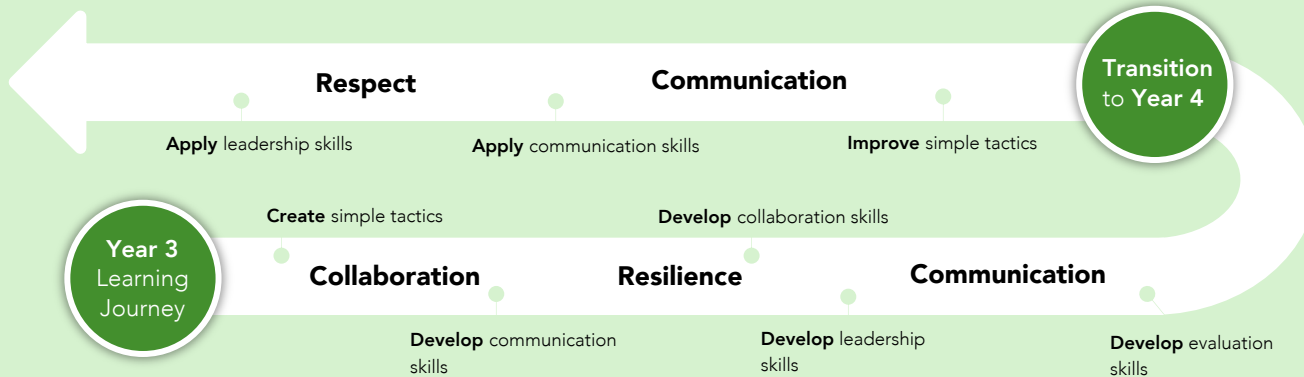 Respect
Communication
Transition
to Year 4
Apply leadership skills
Apply communication skills
Improve simple tactics
Create simple tactics
Develop collaboration skills
Year 3
Learning
Journey
Collaboration
Resilience
Communication
Develop communication
skills
Develop leadership
skills
Develop evaluation
skills